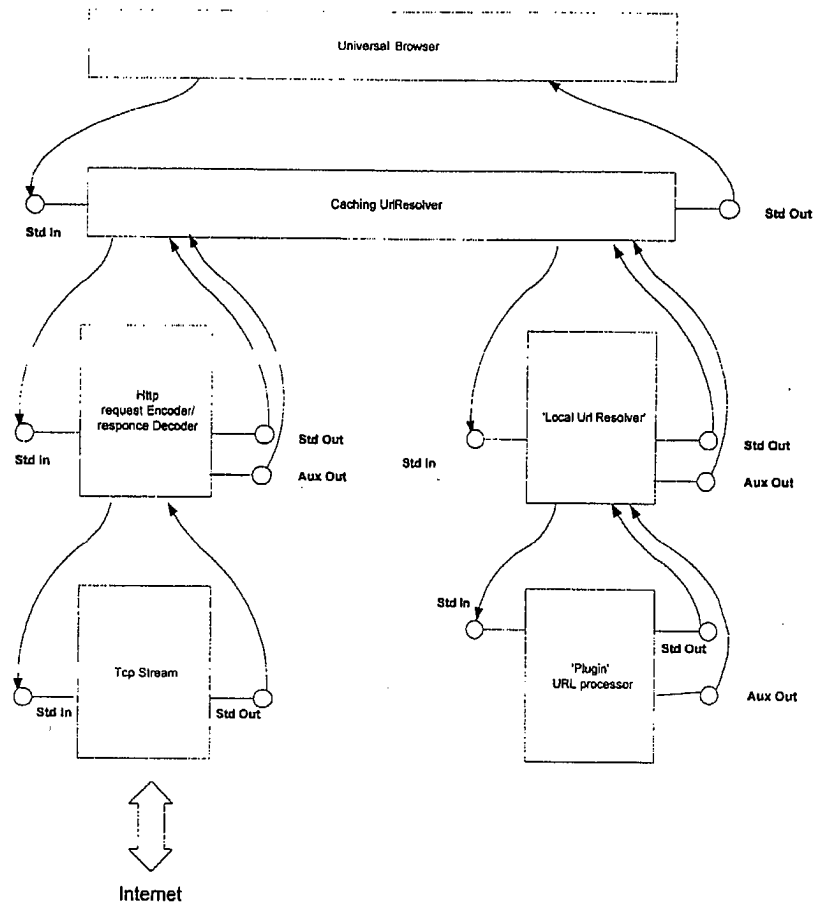 Universal Browser
Caching UrlResolver
Std In
Std Out
Http
request Encoder/
responce Decoder
'Local Url Resolver'
Std In
Std Out
Aux Out
Std In
Std Out
Aux Out
Tcp Stream
Std In
Std Out
Std In
'Plugin'
URL processor
Std Out
Aux Out
Internet